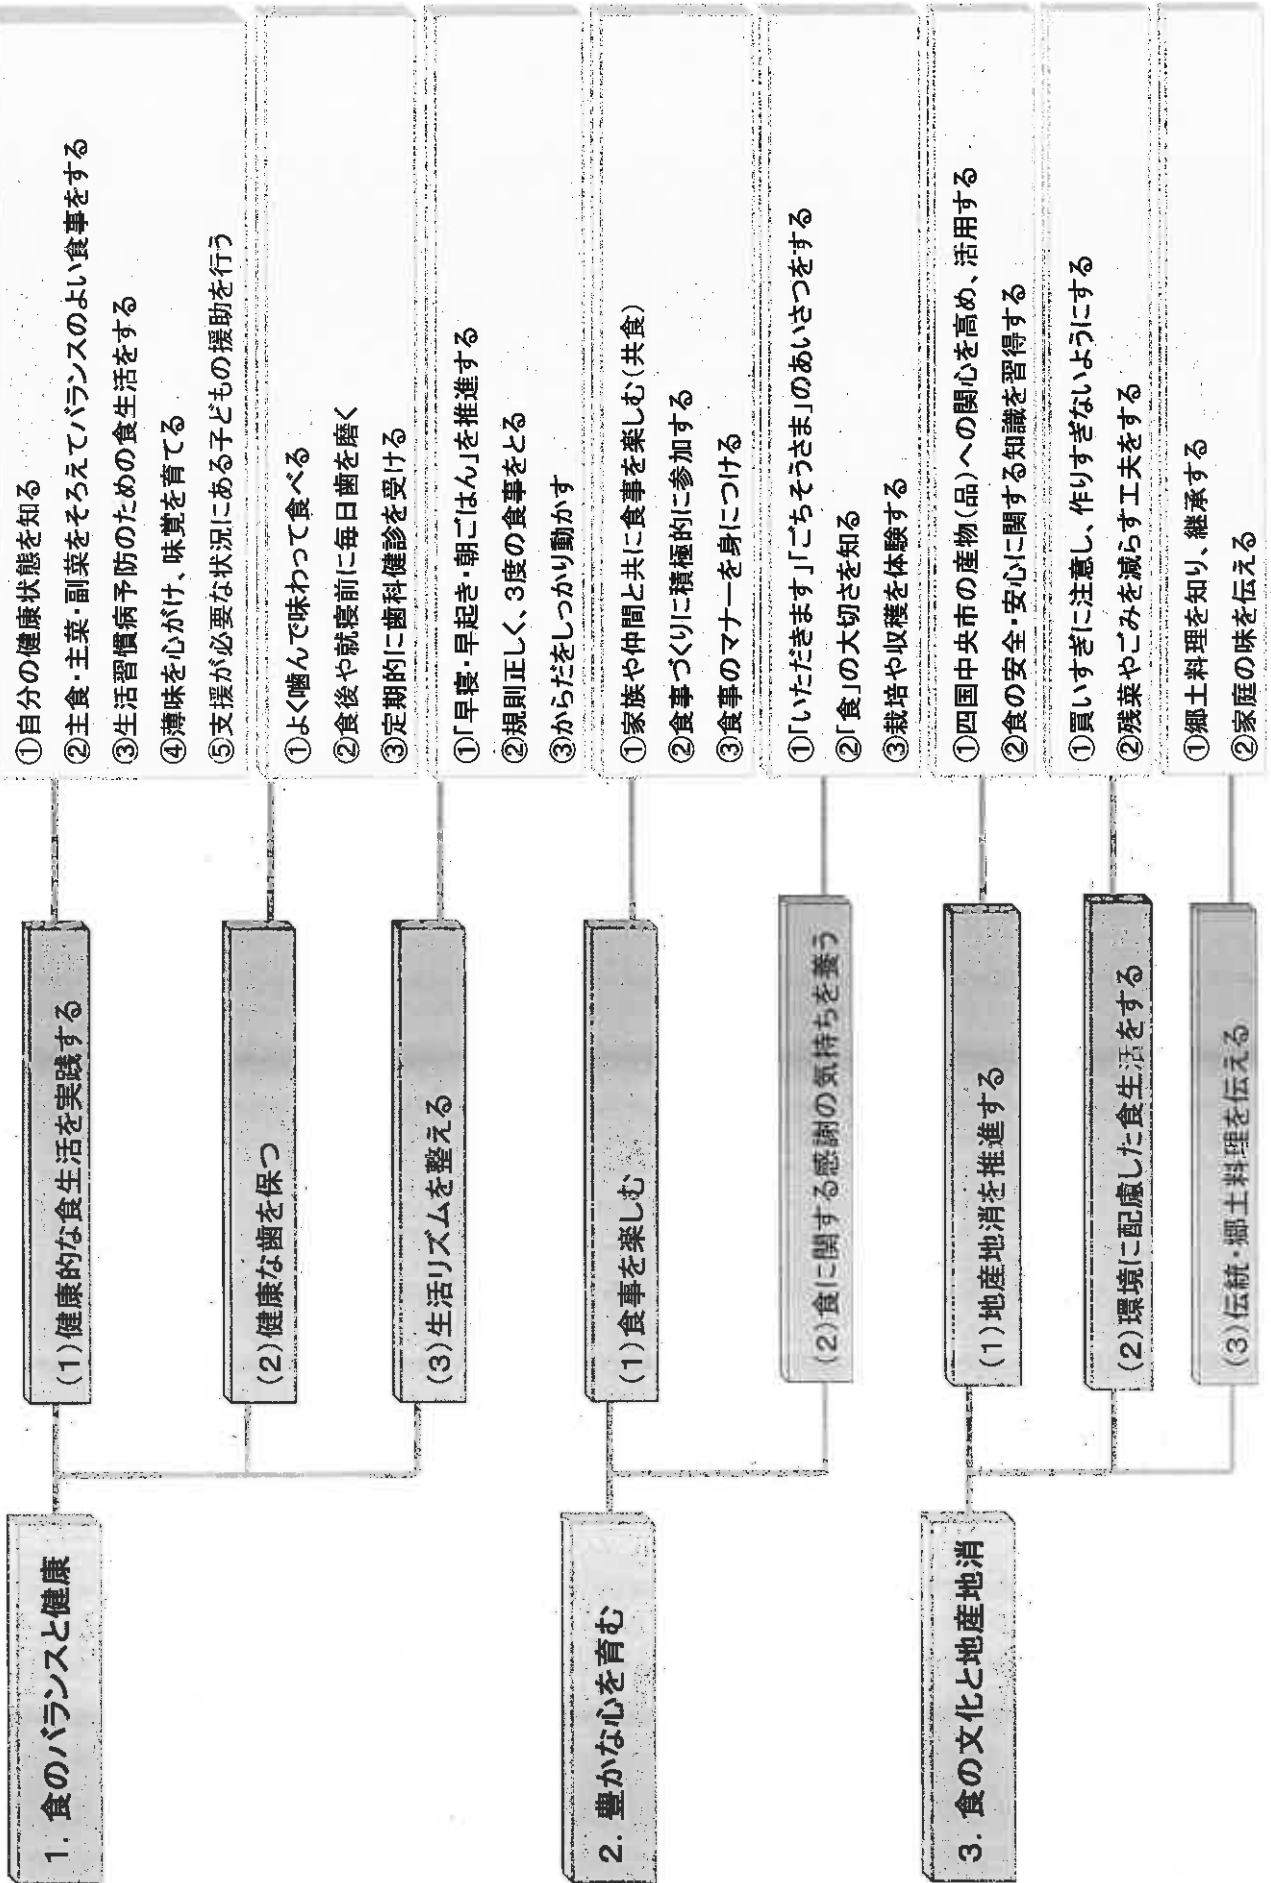 1. 食のバランスと健康
(1)健康的な食生活を実践する
①自分の健康状態を知る
②主食・主菜・副菜をそろえてバランスのよい食事をする
③生活習慣病予防のための食生活をする
④薄味を心がけ、味覚を育てる
⑤支援が必要な状況にある子どもの援助を行う
(2)健康な歯を保つ
①よく噛んで味わって食べる
②食後や就寝前に毎日歯を磨く
③定期的に歯科健診を受ける
(3)生活リズムを整える
①「早寝・早起き・朝ごはん」を推進する
②規則正しく、3度の食事をとる
③からだをしっかり動かす
2. 豊かな心を育む
(1)食事を楽しむ
①家族や仲間と共に食事を楽しむ(共食)
②食事づくりに積極的に参加する
③食事のマナーを身につける
(2)食に関する感謝の気持ちを養う
①「いただきます」「ごちそうさま」のあいさつをする
②「食」の大切さを知る
③栽培や収穫を体験する
3. 食の文化と地産地消
(1)地産地消を推進する
①四国中央市の産物(品)への関心を高め、活用する
②食の安全・安心に関する知識を習得する
(2)環境に配慮した食生活をする
①買いすぎに注意し、作りすぎないようにする
②残菜やごみを減らす工夫をする
(3)伝統・郷土料理を伝える
①郷土料理を知り、継承する
②家庭の味を伝える